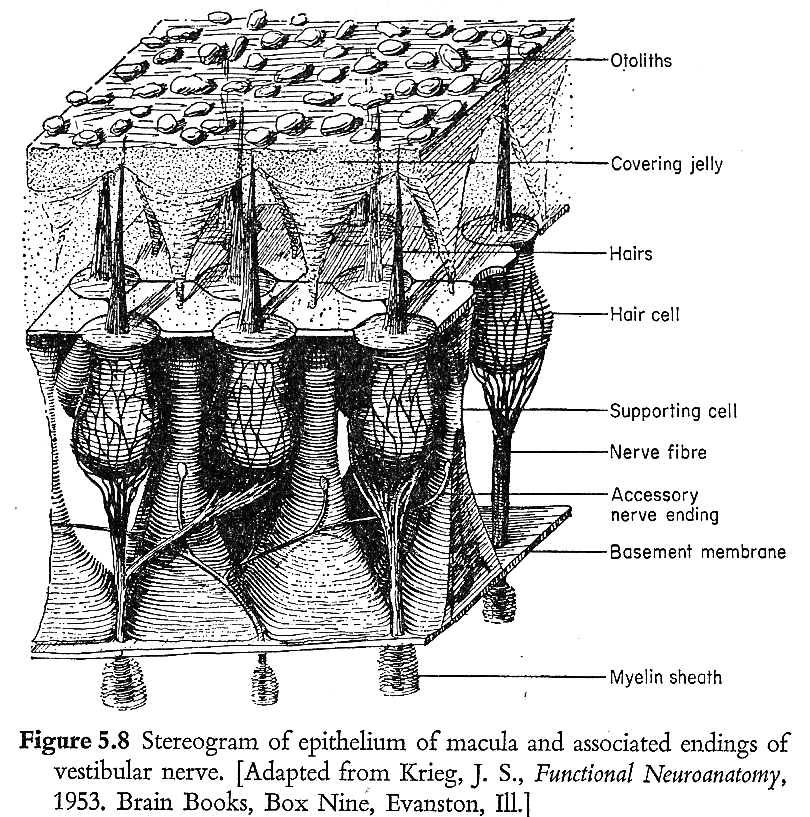 Otoliths
Covering jelly
Hairs
Hair cell
Supporting cell
Nerve fibre
Accessory
nerve ending
Basement membrane
Myelin sheath
Figure 5.8 Stereogram of epithelium of macula and associated endings of
vestibular nerve. [Adapted from Krieg, J. S., Functional Neuroanatomy,
1953. Brain Books, Box Nine, Evanston, Ill.]